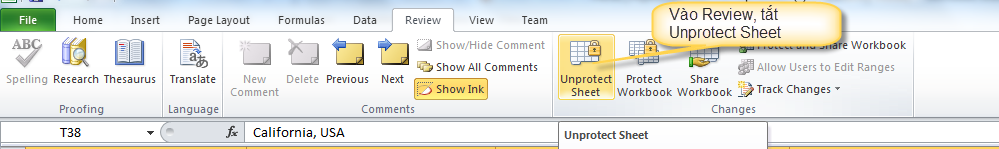 File Home Insert Page Layout Formulas Data Review View Team
Vào Review, tắt
Unprotect Sheet
ABC
Spelling Research Thesaurus
Proofing
Translate
Language
New
Comment
Delete Previous Next
Show/Hide Comment
Show All Comments
Show Ink
Comments
Unprotect
Sheet
Protect
Workbook
Share
Workbook
Protect and Share Workbook
Allow Users to Edit Ranges
Track Changes
Changes
T38 fx California, USA
Unprotect Sheet